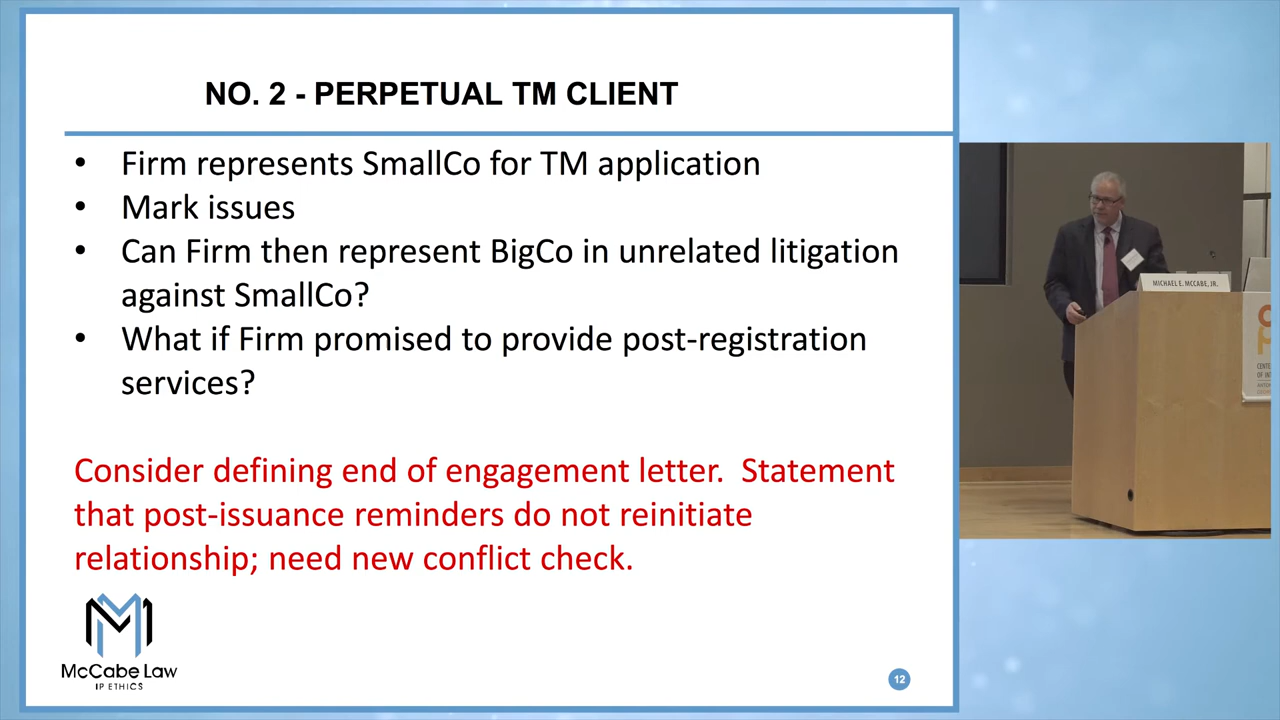 NO. 2 - PERPETUAL TM CLIENT
• Firm represents SmallCo for TM application
• Mark issues
• Can Firm then represent BigCo in unrelated litigation
against SmallCo?
• What if Firm promised to provide post-registration
services?
Consider defining end of engagement letter.  Statement
that post-issuance reminders do not reinitiate
relationship; need new conflict check.
McCabe Law
IP ETHICS
12
MICHAEL E. MCCABE, JR.